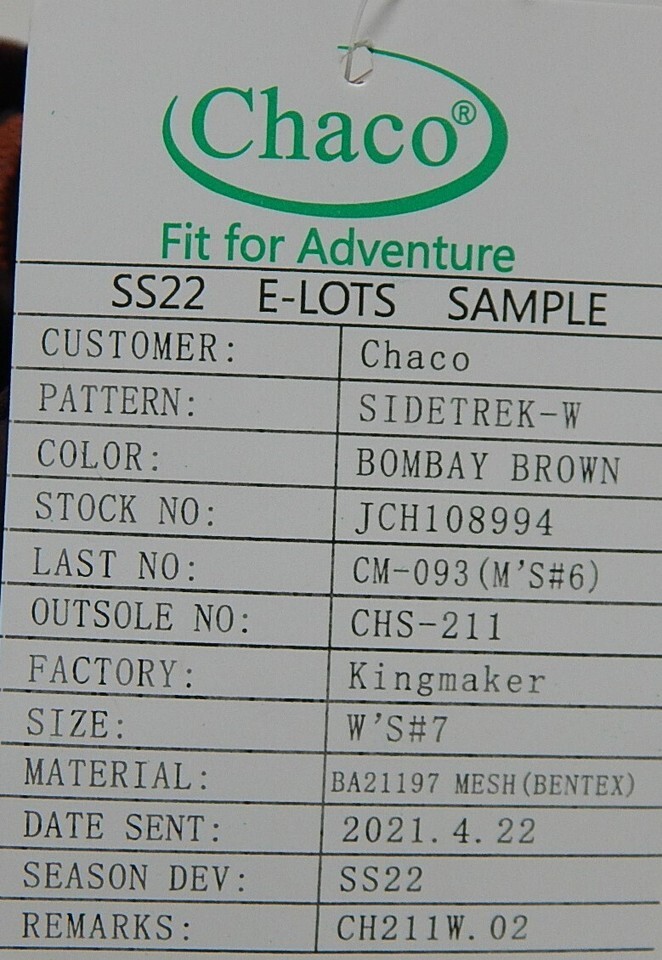 Chaco®
Fit for Adventure
SS22 E-LOTS SAMPLE
CUSTOMER: Chaco
PATTERN: SIDETREK-W
COLOR: BOMBAY BROWN
STOCK NO: JCH108994
LAST NO: CM-093(M'S#6)
OUTSOLE NO: CHS-211
FACTORY: Kingmaker
SIZE: W'S#7
MATERIAL: BA21197 MESH(BENTEX)
DATE SENT: 2021.4.22
SEASON DEV: SS22
REMARKS: CH211W.02